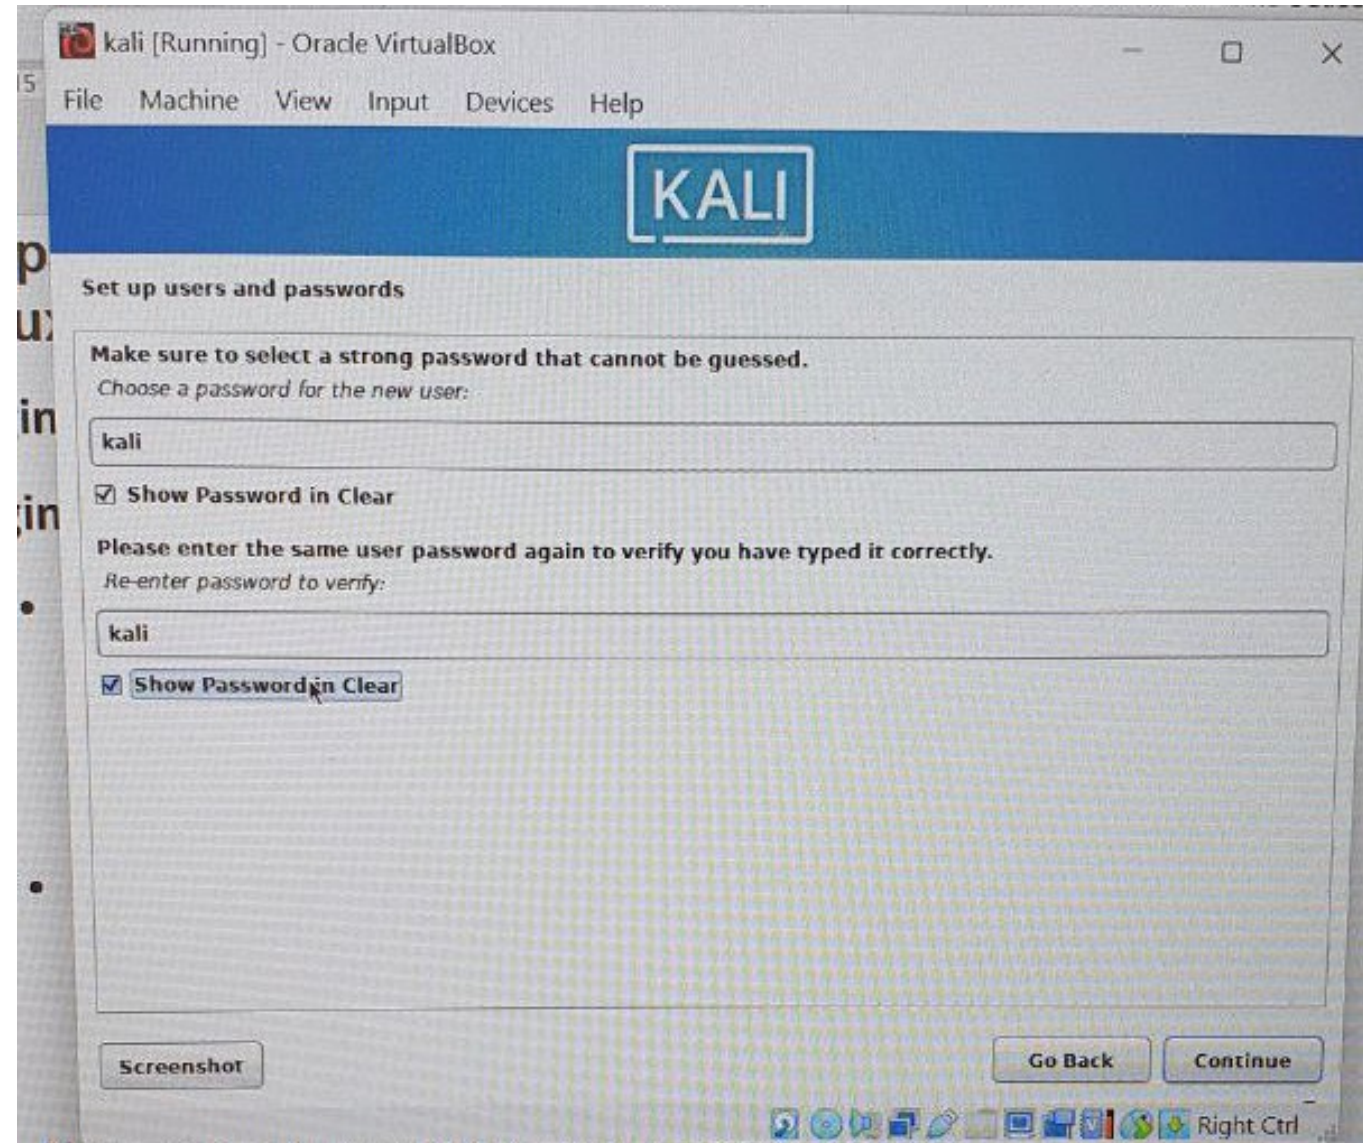 kali [Running] - Oracle VirtualBox
15
File Machine View Input Devices Help
KALI
p
Set up users and passwords
Make sure to select a strong password that cannot be guessed.
Choose a password for the new user:
in
kali
Show Password in Clear
in
Please enter the same user password again to verify you have typed it correctly.
Re-enter password to verify:
kali
Show Password in Clear
Screenshot
Go Back
Continue
Right Ctrl